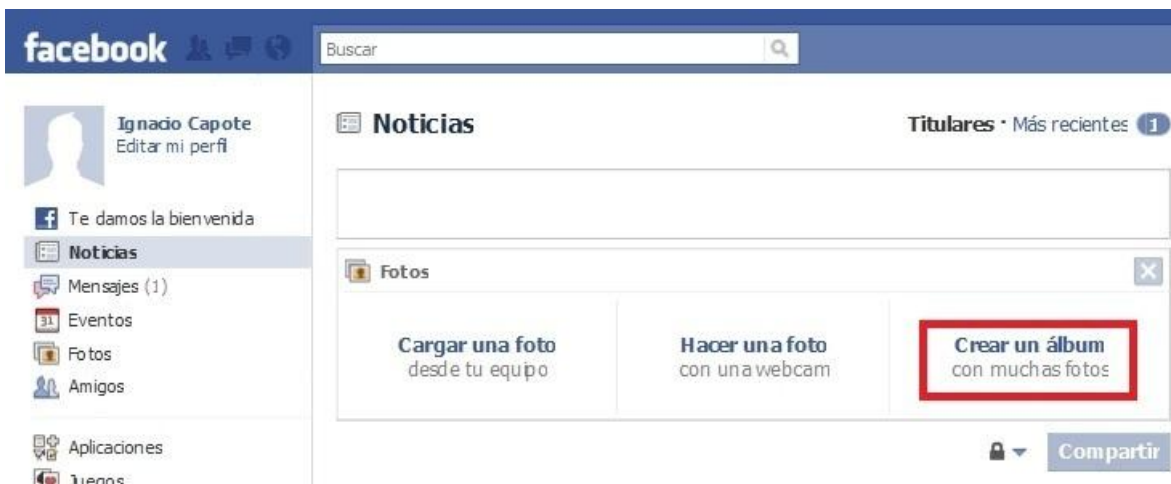 facebook
Buscar
Ignacio Capote
Editar mi perfil
Te damos la bienvenida
Noticias
Mensajes (1)
Eventos
Fotos
Amigos
Aplicaciones
Juegos
Noticias
Titulares · Más recientes 1
Fotos
Cargar una foto
desde tu equipo
Hacer una foto
con una webcam
Crear un álbum
con muchas fotos
Compartir